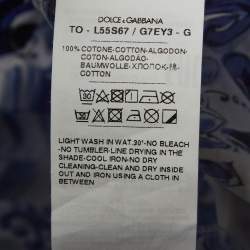 DOLCE & GABBANA
TO - L55S67 / G7EY3 - G
100% COTONE-COTTON-ALGODON-
COTON-ALGODÃO-
BAUMWOLLE-ХЛОПОК-棉-
COTTON
LIGHT WASH IN WAT.30°-NO BLEACH
-NO TUMBLER-LINE DRYING IN THE
SHADE-COOL IRON-NO DRY
CLEANING-CLEAN AND DRY INSIDE
OUT AND IRON USING A CLOTH IN
BETWEEN